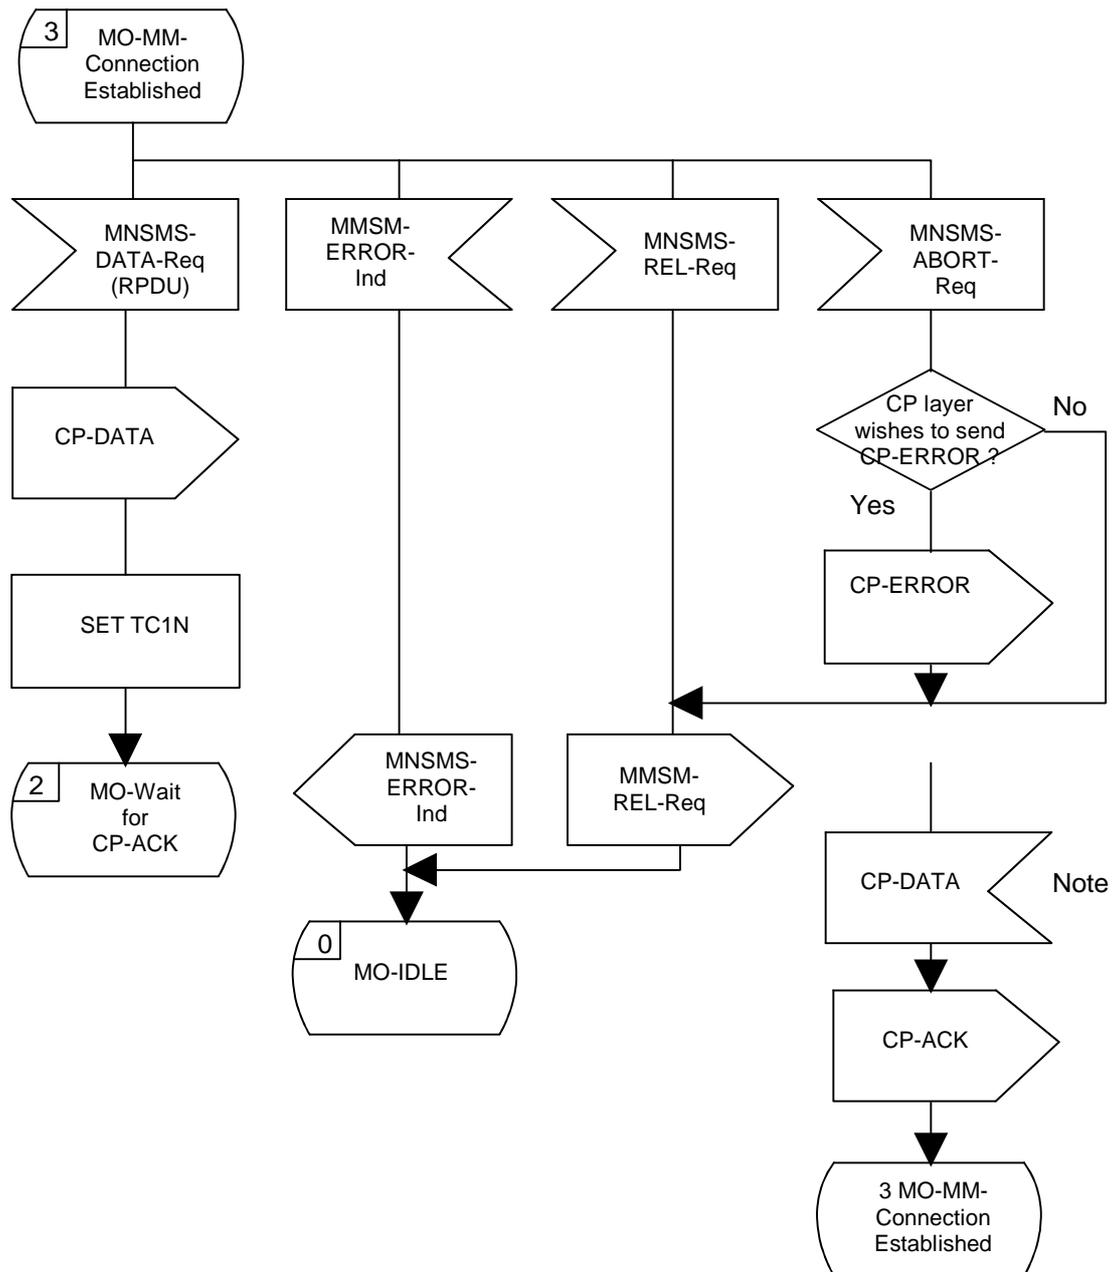 3
MO-MM-
Connection
Established
MNSMS-
DATA-Req
(RPDU)
MMSM-
ERROR-
Ind
MNSMS-
REL-Req
MNSMS-
ABORT-
Req
CP-DATA
CP layer
wishes to send
CP-ERROR ?
No
Yes
CP-ERROR
SET TC1N
2
MO-Wait
for
CP-ACK
MNSMS-
ERROR-
Ind
MMSM-
REL-Req
CP-DATA
Note
0
MO-IDLE
CP-ACK
3 MO-MM-
Connection
Established